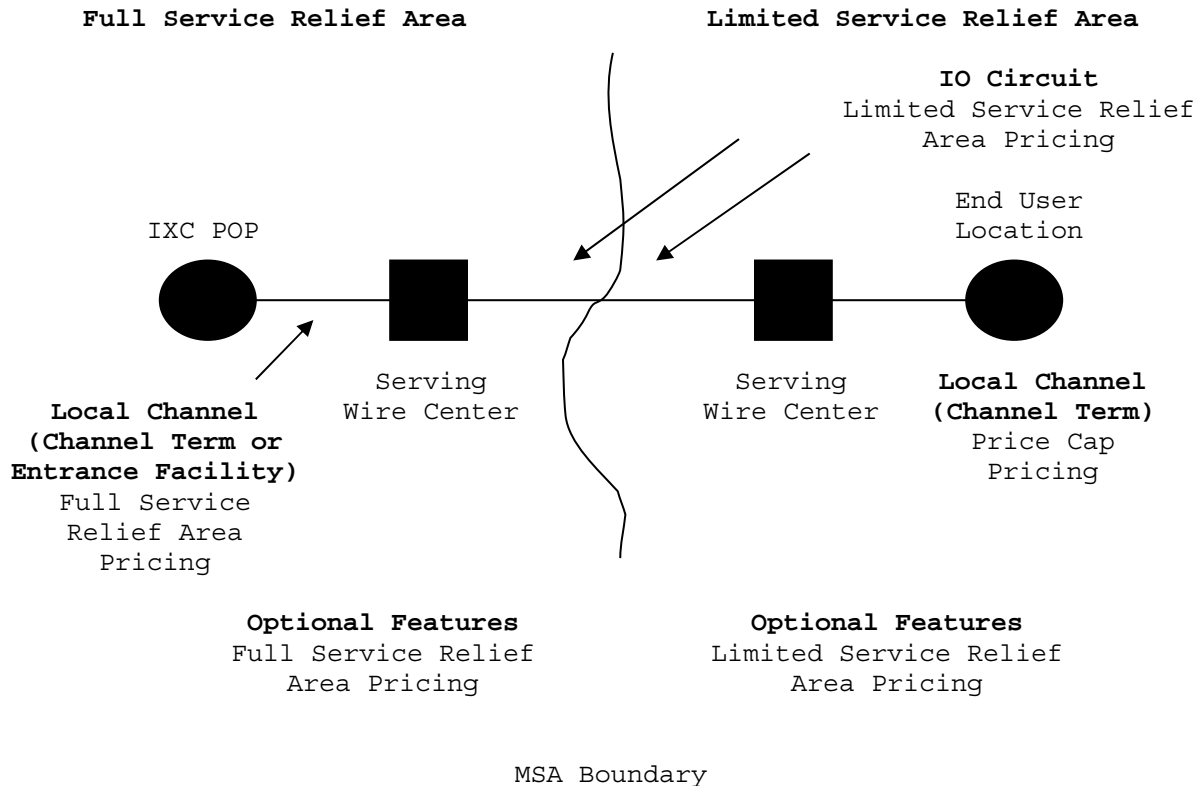 Full Service Relief Area
Limited Service Relief Area
IO Circuit
Limited Service Relief
Area Pricing
IXC POP
End User
Location
Serving
Wire Center
Serving
Wire Center
Local Channel
(Channel Term or
Entrance Facility)
Full Service
Relief Area
Pricing
Local Channel
(Channel Term)
Price Cap
Pricing
Optional Features
Full Service Relief
Area Pricing
Optional Features
Limited Service Relief
Area Pricing
MSA Boundary